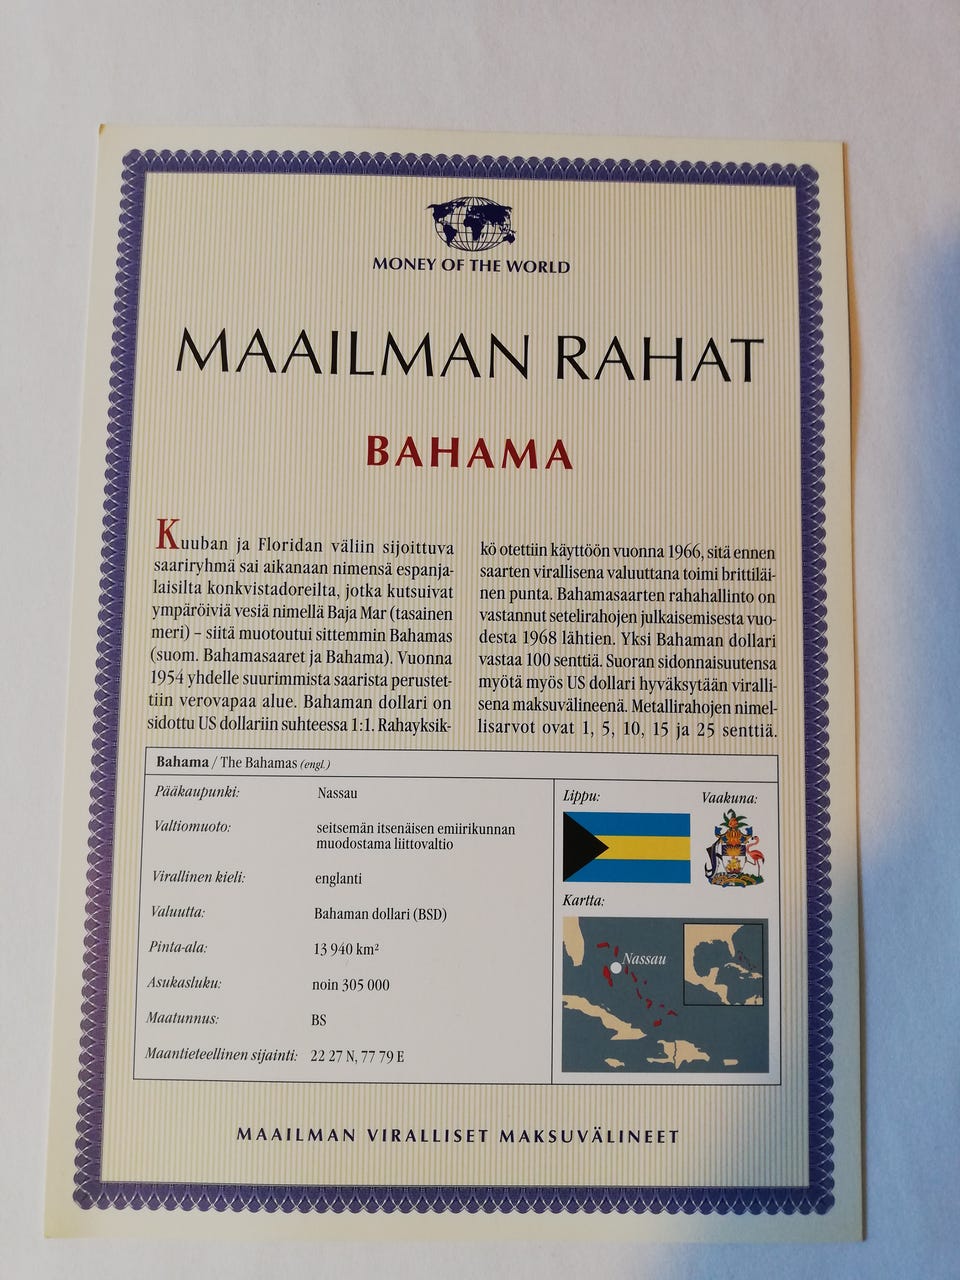 MONEY OF THE WORLD
MAAILMAN RAHAT
BAHAMA
Kuuban ja Floridan väliin sijoittuva
saariryhmä sai aikanaan nimensä espanja-
laisilta konkvistadoreilta, jotka kutsuivat
ympäröiviä vesiä nimellä Baja Mar (tasainen
meri) – siitä muotoutui sittemmin Bahamas
(suom. Bahamasaaret ja Bahama). Vuonna
1954 yhdelle suurimmista saarista perustet-
tiin verovapaa alue. Bahaman dollari on
sidottu US dollariin suhteessa 1:1. Rahayksik-
kö otettiin käyttöön vuonna 1966, sitä ennen
saarten virallisena valuuttana toimi brittiläi-
nen punta. Bahamasaarten rahahallinto on
vastannut setelirahojen julkaisemisesta vuo-
desta 1968 lähtien. Yksi Bahaman dollari
vastaa 100 senttiä. Suoran sidonnaisuutensa
myötä myös US dollari hyväksytään viralli-
sena maksuvälineenä. Metallirahojen nimel-
lisarvot ovat 1, 5, 10, 15 ja 25 senttiä.
Bahama / The Bahamas (engl.)
Pääkaupunki: Nassau
Valtiomuoto: seitsemän itsenäisen emiirikunnan
muodostama liittovaltio
Virallinen kieli: englanti
Valuutta: Bahaman dollari (BSD)
Pinta-ala: 13 940 km²
Asukasluku: noin 305 000
Maatunnus: BS
Maantieteellinen sijainti: 22 27 N, 77 79 E
Lippu: Vaakuna:
Kartta:
Nassau
MAAILMAN VIRALLISET MAKSUVÄLINEET